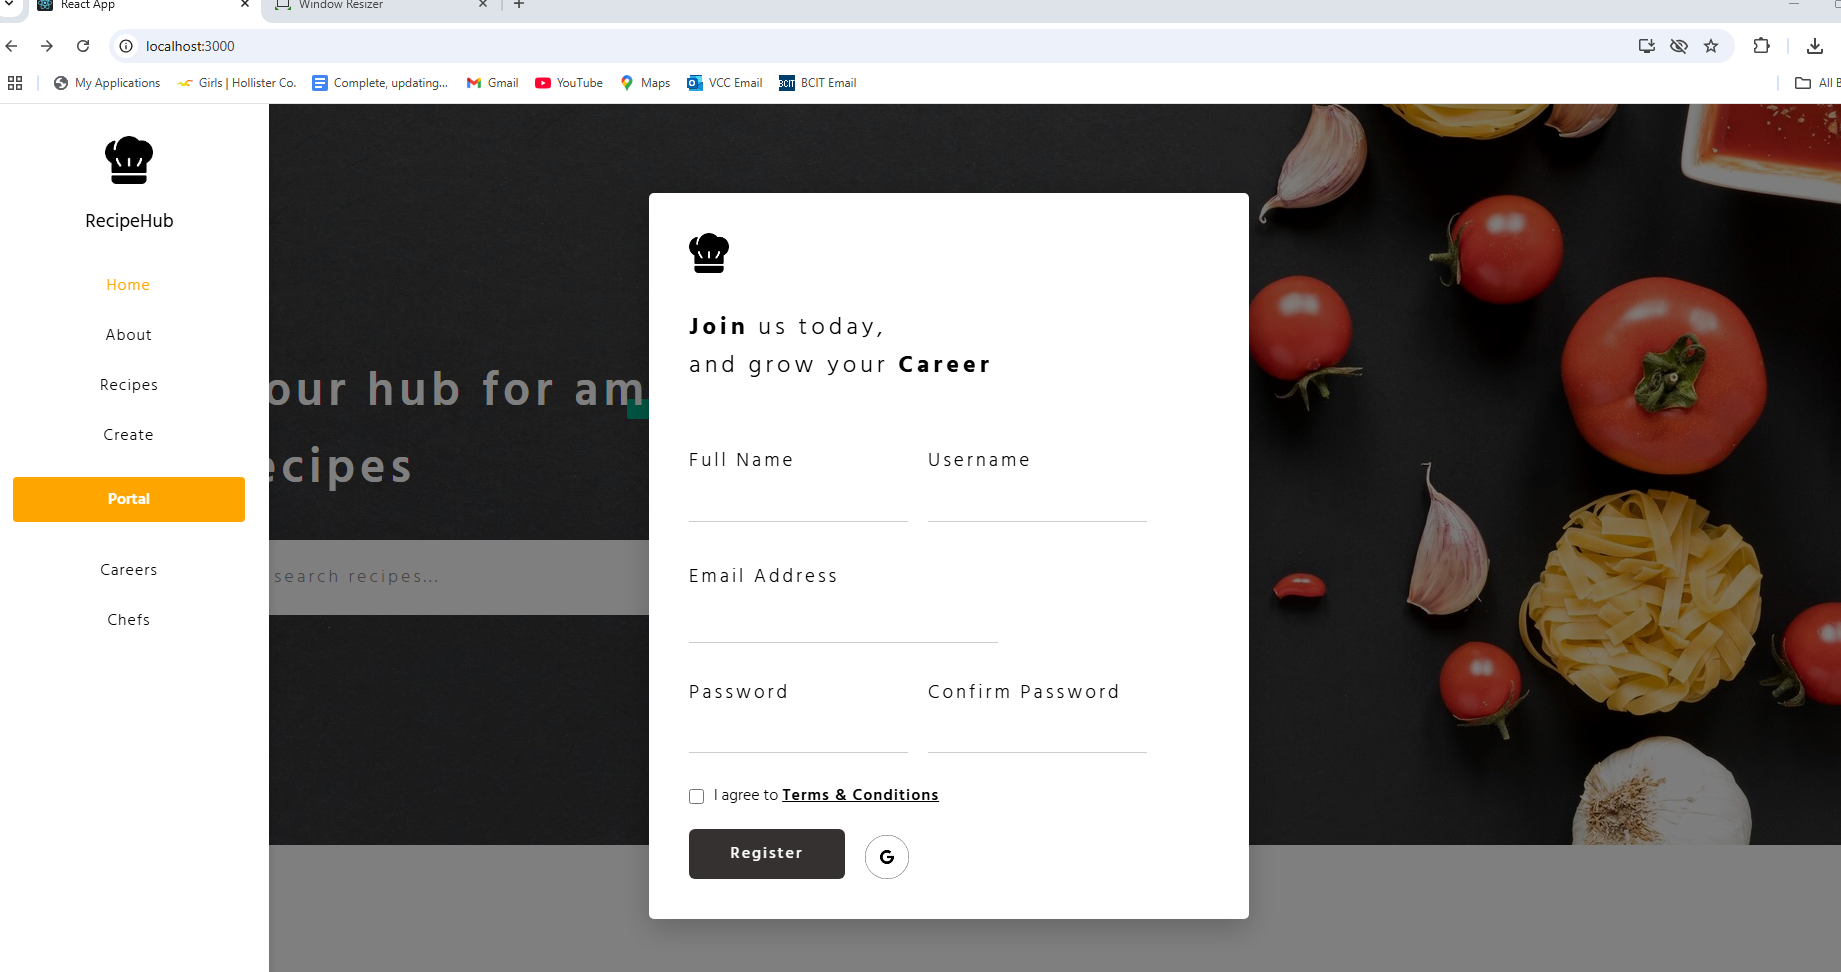 React App
Window Resizer
localhost:3000
My Applications
Girls | Hollister Co.
Complete, updating...
Gmail
YouTube
Maps
VCC Email
BCIT
BCIT Email
All B
RecipeHub
Home
About
Recipes
Create
Portal
Careers
Chefs
our hub for am
ecipes
search recipes...
Join us today,
and grow your Career
Full Name
Username
Email Address
Password
Confirm Password
I agree to Terms & Conditions
Register
G